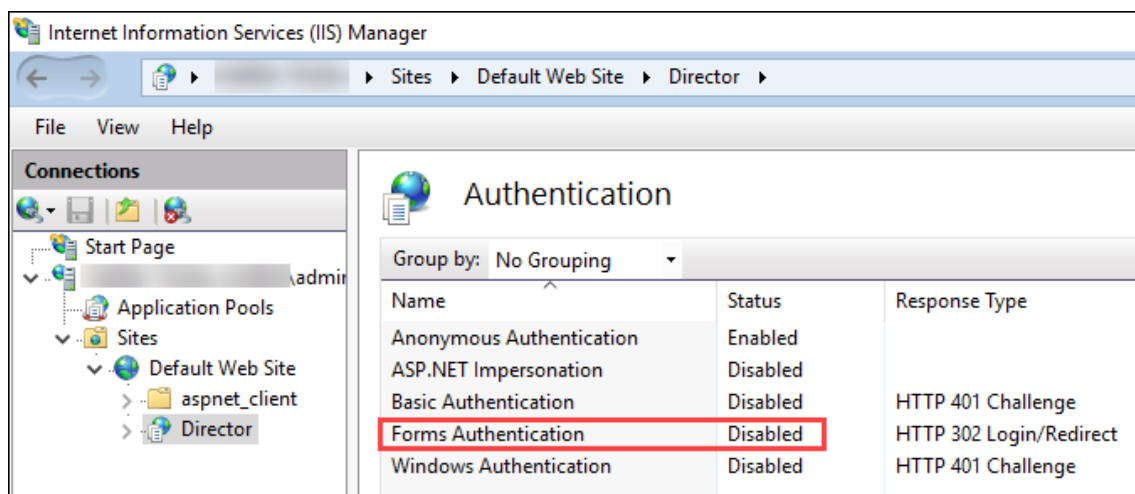 Internet Information Services (IIS) Manager
Sites Default Web Site Director
File View Help
Connections
Start Page
\admin
Application Pools
Sites
Default Web Site
aspnet_client
Director
Authentication
Group by: No Grouping
Name Status Response Type
Anonymous Authentication Enabled
ASP.NET Impersonation Disabled
Basic Authentication Disabled HTTP 401 Challenge
Forms Authentication Disabled HTTP 302 Login/Redirect
Windows Authentication Disabled HTTP 401 Challenge